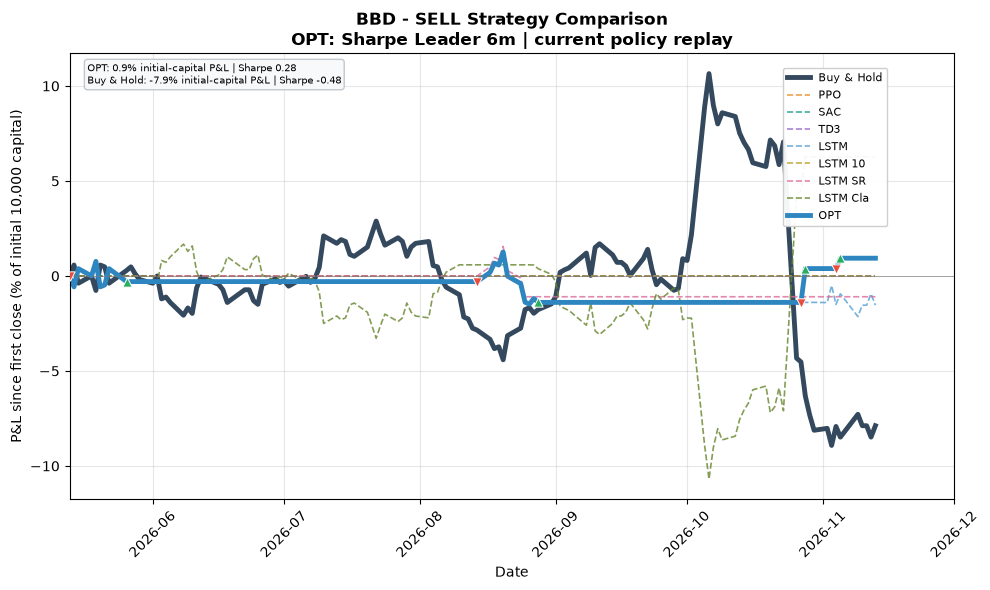 BBD - SELL Strategy Comparison
OPT: Sharpe Leader 6m | current policy replay
OPT: 0.9% initial-capital P&L | Sharpe 0.28
Buy & Hold: -7.9% initial-capital P&L | Sharpe -0.48
Buy & Hold
PPO
SAC
TD3
LSTM
LSTM 10
LSTM SR
LSTM Cla
OPT
P&L since first close (% of initial 10,000 capital)
10
5
0
−5
−10
2026-06
2026-07
2026-08
2026-09
2026-10
2026-11
2026-12
Date